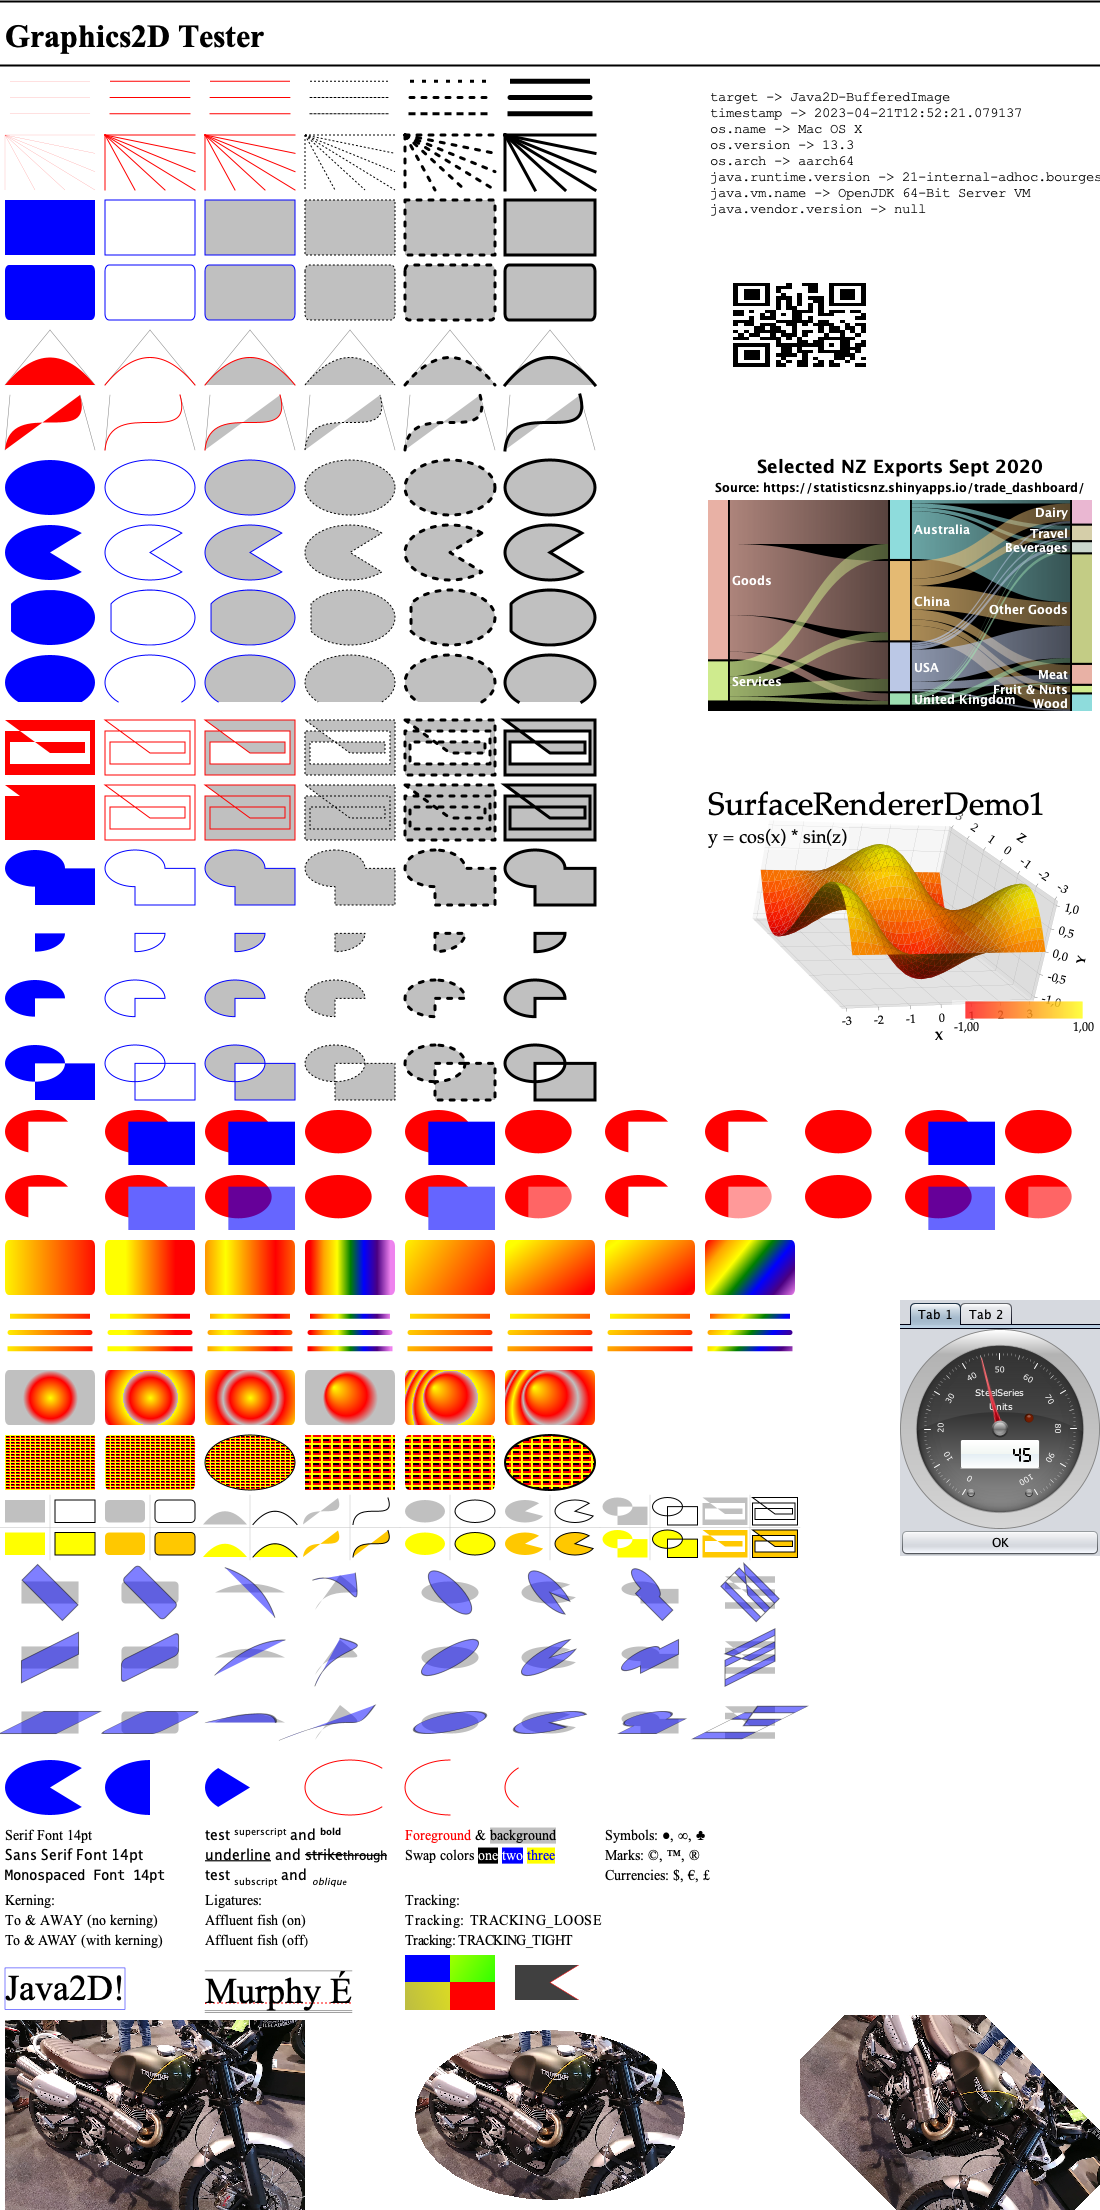 Graphics2D Tester
target -> Java2D-BufferedImage
timestamp -> 2023-04-21T12:52:21.079137
os.name -> Mac OS X
os.version -> 13.3
os.arch -> aarch64
java.runtime.version -> 21-internal-adhoc.bourges
java.vm.name -> OpenJDK 64-Bit Server VM
java.vendor.version -> null
Selected NZ Exports Sept 2020
Source: https://statisticsnz.shinyapps.io/trade_dashboard/
Goods
Services
Australia
China
USA
United Kingdom
Dairy
Travel
Beverages
Other Goods
Meat
Fruit & Nuts
Wood
SurfaceRendererDemo1
y = cos(x) * sin(z)
3 2 1 0 -1 -2 -3
Z
1,0
0,5
0,0
-0,5
-1,0
Y
-3 -2 -1 0 1 2 3
X
-1,00 1,00
Tab 1 Tab 2
0 10 20 30 40 50 60 70 80 90 100
SteelSeries
Units
45
OK
Serif Font 14pt
Sans Serif Font 14pt
Monospaced Font 14pt
test superscript and bold
underline and strikethrough
test subscript and oblique
Foreground & background
Swap colors one two three
Symbols: ●, ∞, ♣
Marks: ©, ™, ®
Currencies: $, €, £
Kerning:
To & AWAY (no kerning)
To & AWAY (with kerning)
Ligatures:
Affluent fish (on)
Affluent fish (off)
Tracking:
Tracking: TRACKING_LOOSE
Tracking: TRACKING_TIGHT
Java2D!
Murphy É